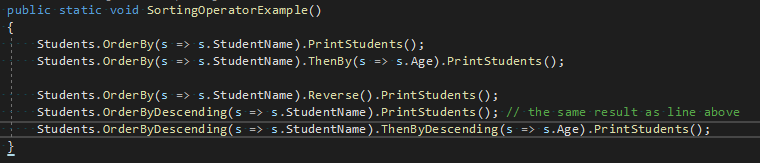 public static void SortingOperatorExample()
{
Students.OrderBy(s => s.StudentName).PrintStudents();
Students.OrderBy(s => s.StudentName).ThenBy(s => s.Age).PrintStudents();
Students.OrderBy(s => s.StudentName).Reverse().PrintStudents();
Students.OrderByDescending(s => s.StudentName).PrintStudents(); // the same result as line above
Students.OrderByDescending(s => s.StudentName).ThenByDescending(s => s.Age).PrintStudents();
}